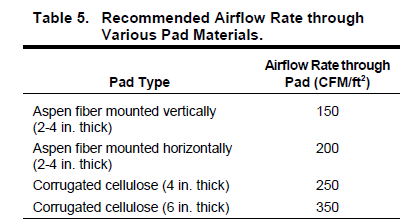 Table 5. Recommended Airflow Rate through
Various Pad Materials.
Airflow Rate through
Pad Type Pad (CFM/ft²)
Aspen fiber mounted vertically 150
(2-4 in. thick)
Aspen fiber mounted horizontally 200
(2-4 in. thick)
Corrugated cellulose (4 in. thick) 250
Corrugated cellulose (6 in. thick) 350